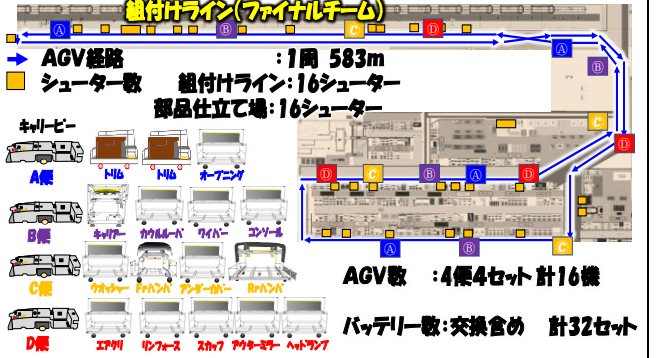 組付けライン(ファイナルチーム)
A B C D
A
B
AGV経路 :1周 583m
シューター数 組付けライン:16シューター
部品仕立て場:16シューター
C
D
キャリービー
D C B A D
A便 トリム トリム オープニング
B便 キャリアー カウルルーバ ワイパー コンソール
A B C
C便 ウオッシャー Frバンパ アンダーカバー Rrバンパ
AGV数 :4便4セット 計16機
バッテリー数:交換含め 計32セット
D便 エアクリ リンフォース スカッフ アウターミラー ヘッドランプ